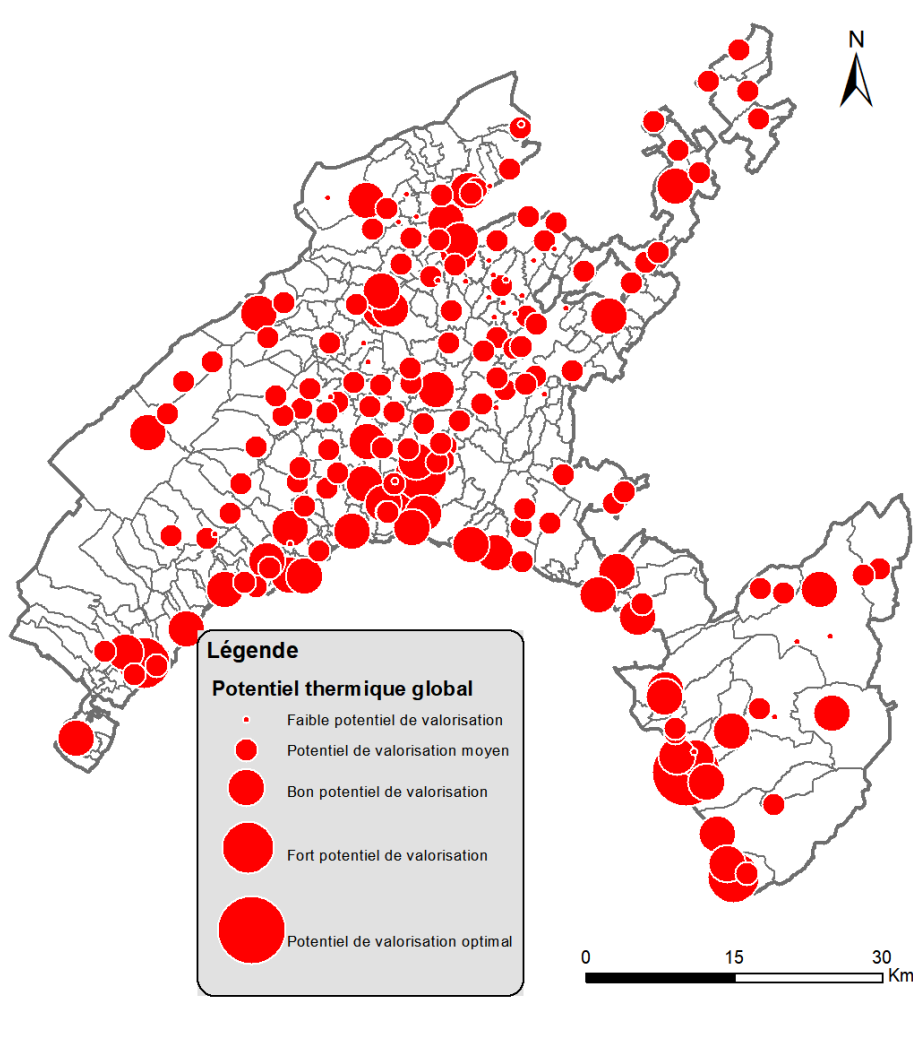 N
Légende
Potentiel thermique global
Faible potentiel de valorisation
Potentiel de valorisation moyen
Bon potentiel de valorisation
Fort potentiel de valorisation
Potentiel de valorisation optimal
0 15 30
Km